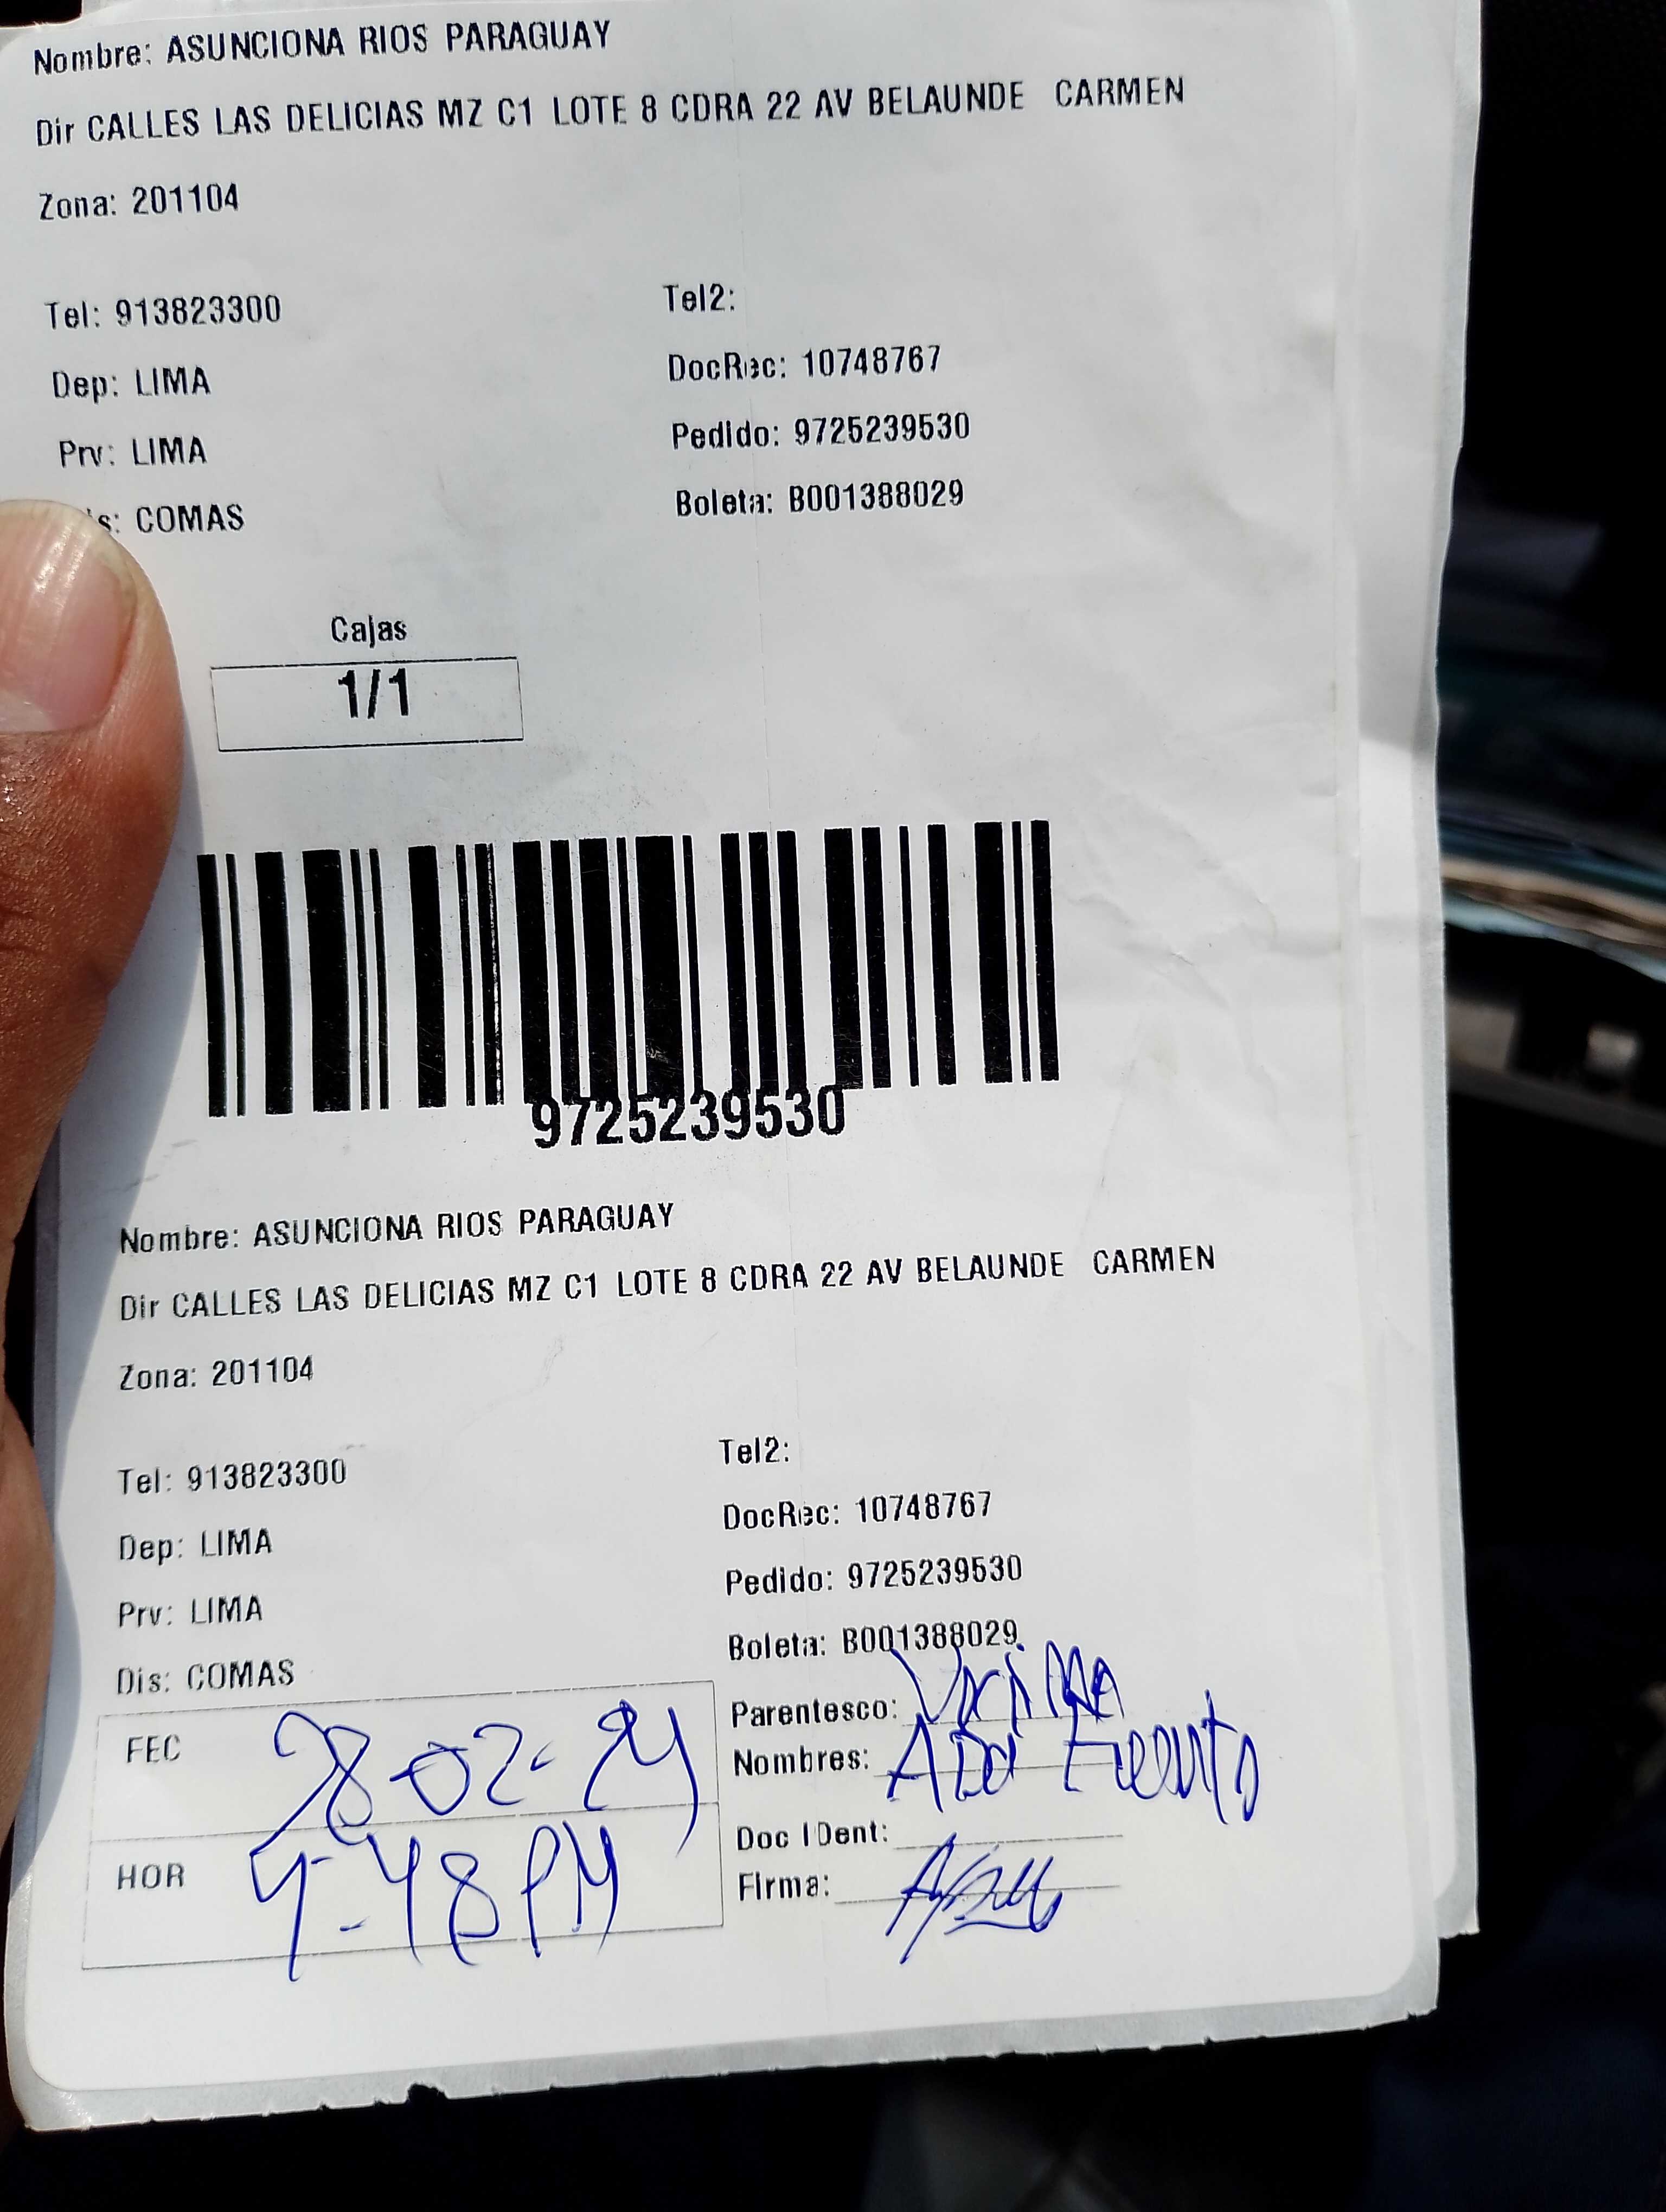 Nombre: ASUNCIONA RIOS PARAGUAY
Dir CALLES LAS DELICIAS MZ C1 LOTE 8 CDRA 22 AV BELAUNDE CARMEN
Zona: 201104
Tel: 913823300 Tel2:
Dep: LIMA DocRec: 10748767
Prv: LIMA Pedido: 9725239530
s: COMAS Boleta: B001388029
Cajas
1/1
9725239530
Nombre: ASUNCIONA RIOS PARAGUAY
Dir CALLES LAS DELICIAS MZ C1 LOTE 8 CDRA 22 AV BELAUNDE CARMEN
Zona: 201104
Tel: 913823300 Tel2:
Dep: LIMA DocRec: 10748767
Prv: LIMA Pedido: 9725239530
Dis: COMAS Boleta: B001388029
Parentesco:
FEC 28-02-24 Nombres:
Doc IDent:
HOR 48 PM Firma: